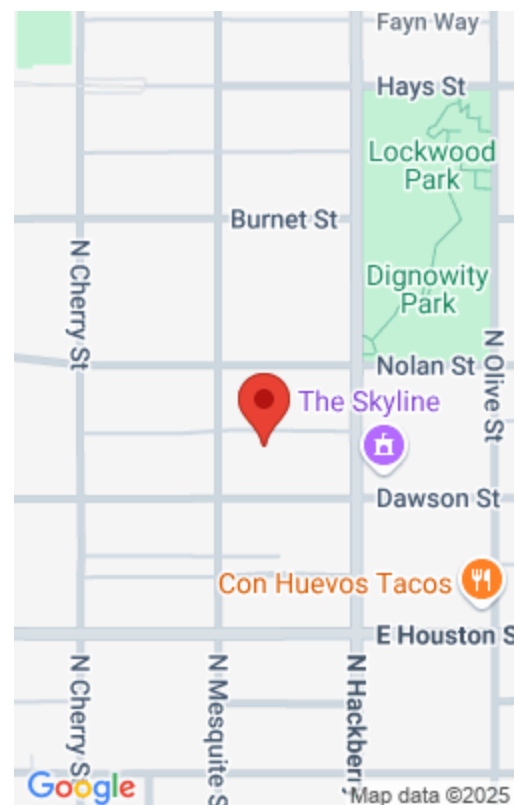 Fayn Way
Hays St
Lockwood
Park
Burnet St
N Cherry St
Dignowity
Park
N Olive St
Nolan St
The Skyline
Dawson St
Con Huevos Tacos
E Houston S
N Cherry S
N Mesquite S
N Hackberry
Google
Map data ©2025